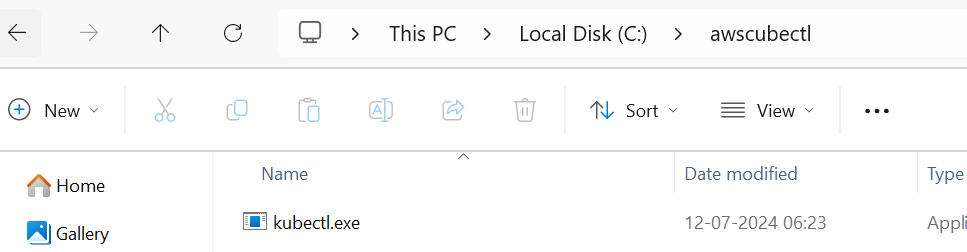 This PC > Local Disk (C:) > awscubectl
New Sort View
Name Date modified Type
Home
kubectl.exe 12-07-2024 06:23 Appli
Gallery